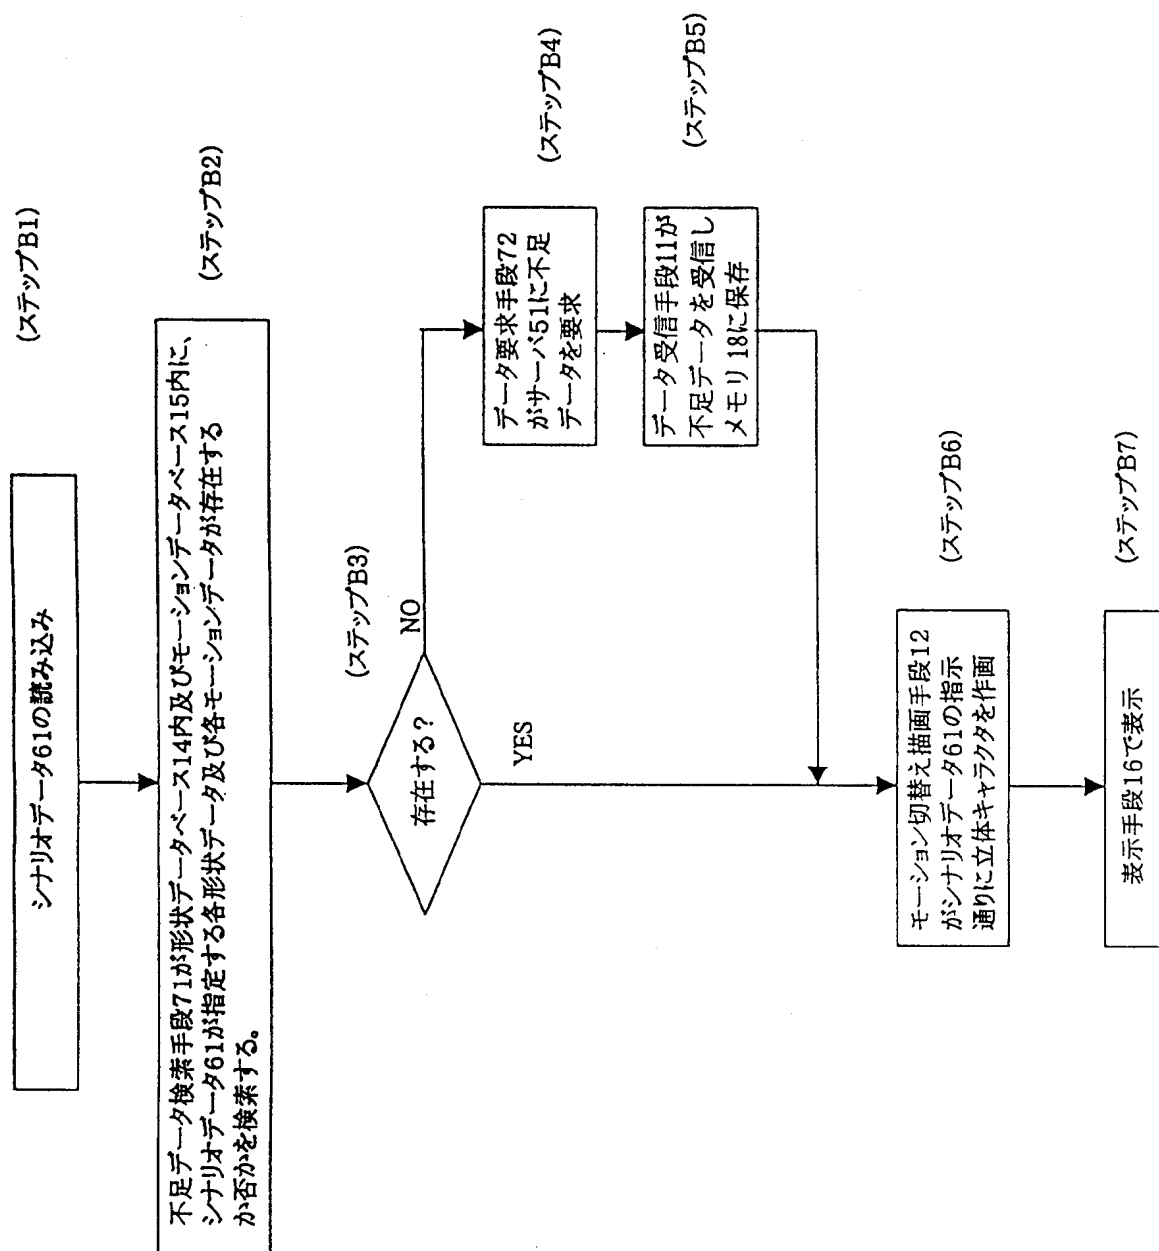 シナリオデータ61の読み込み
(ステップB1)
不足データ検索手段71が形状データベース14内及びモーションデータベース15内に、
シナリオデータ61が指定する各形状データ及び各モーションデータが存在する
か否かを検索する。
(ステップB2)
存在する?
(ステップB3)
NO
YES
データ要求手段72
がサーバ51に不足
データを要求
(ステップB4)
データ受信手段11が
不足データを受信し
メモリ18に保存
(ステップB5)
モーション切替え描画手段12
がシナリオデータ61の指示
通りに立体キャラクタを作画
(ステップB6)
表示手段16で表示
(ステップB7)